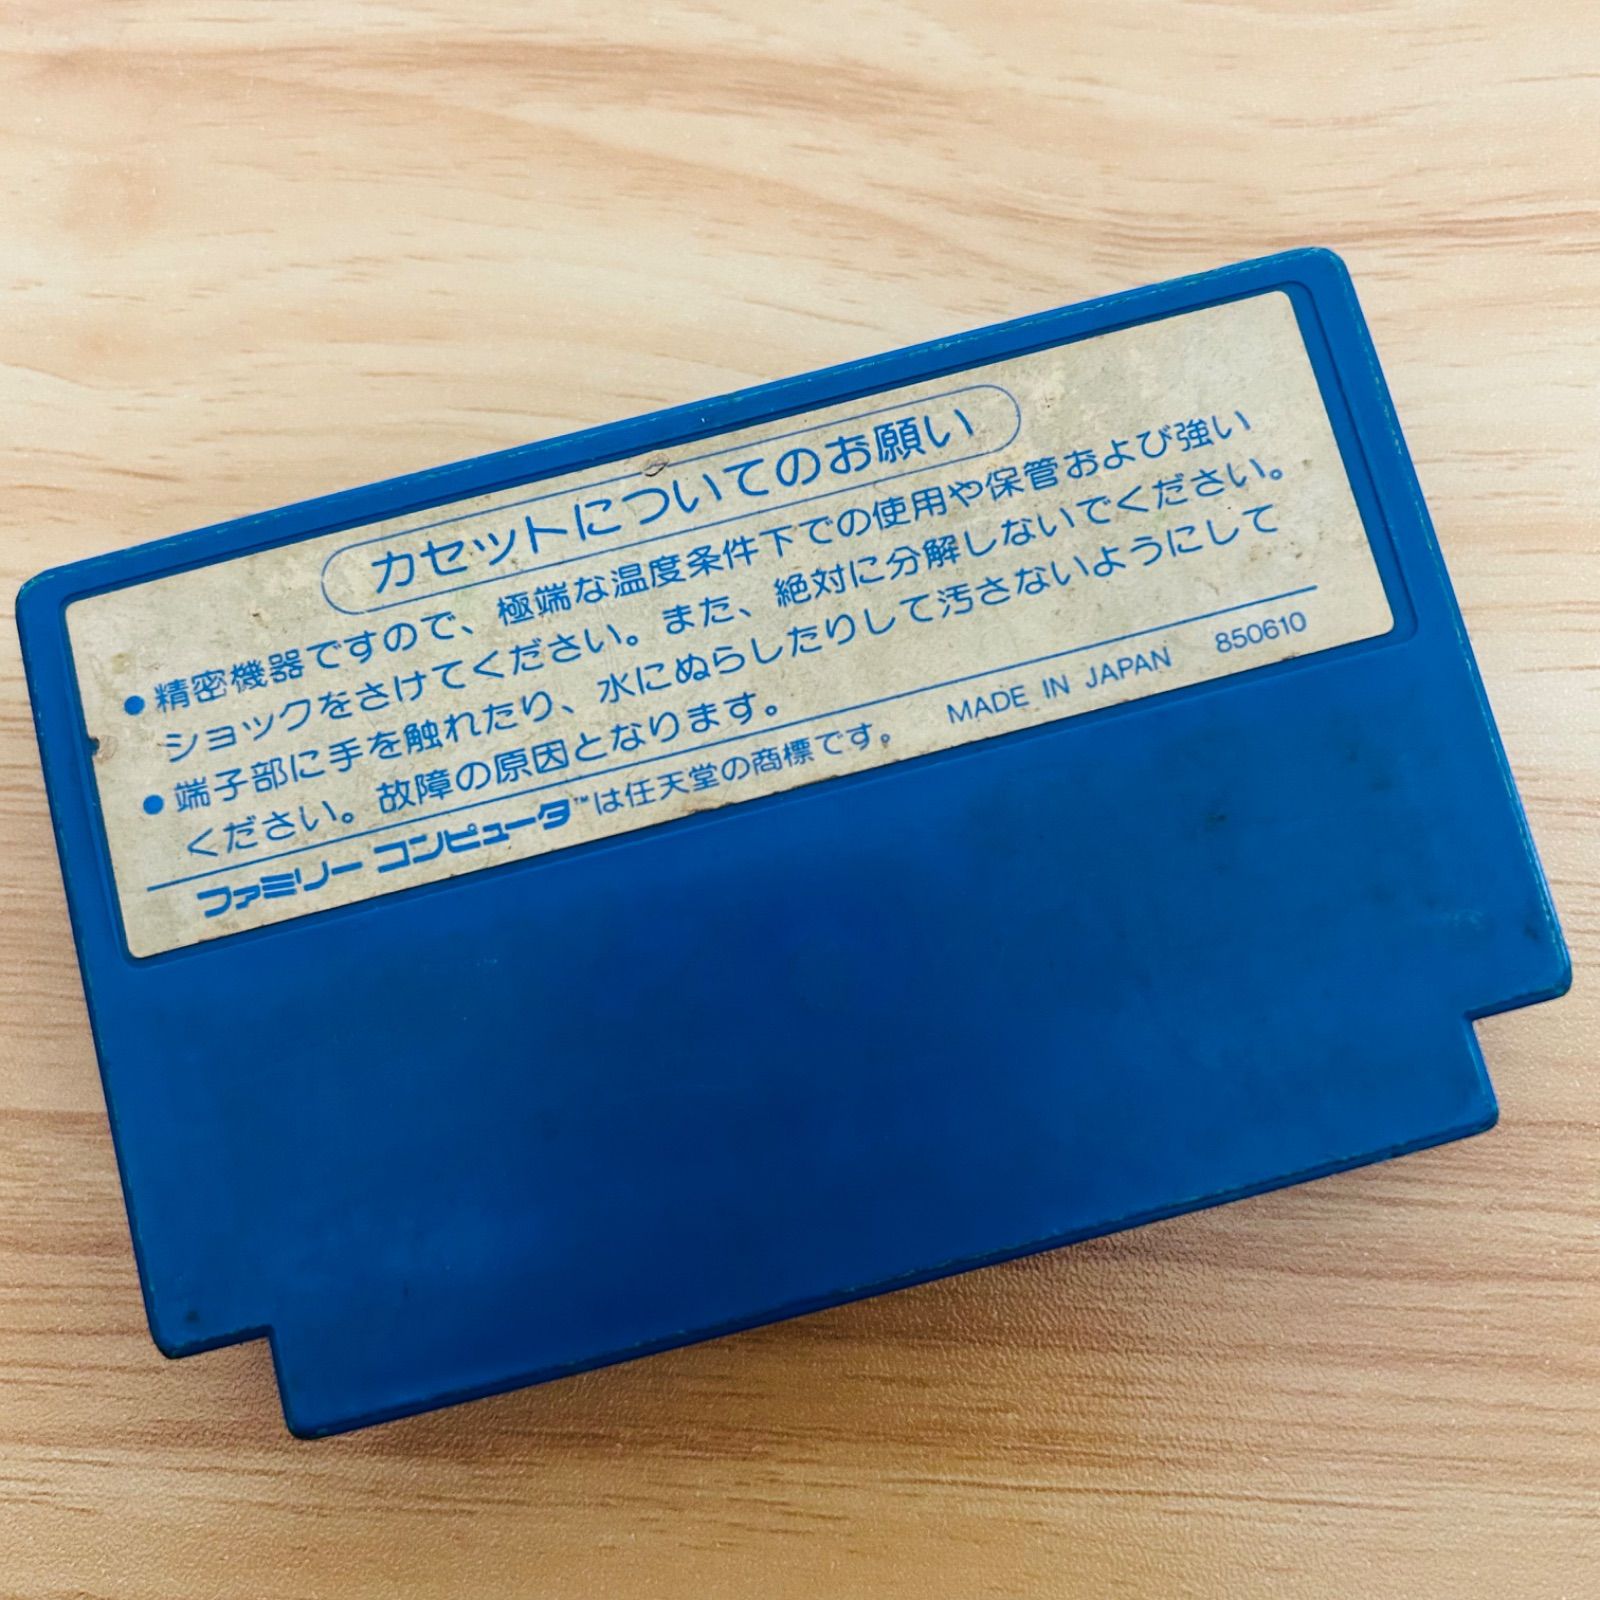 カセットについてのお願い
●精密機器ですので、極端な温度条件下での使用や保管および強い
ショックをさけてください。また、絶対に分解しないでください。
●端子部に手を触れたり、水にぬらしたりして汚さないようにして
ください。故障の原因となります。
ファミリー コンピュータ™は任天堂の商標です。 MADE IN JAPAN 850610